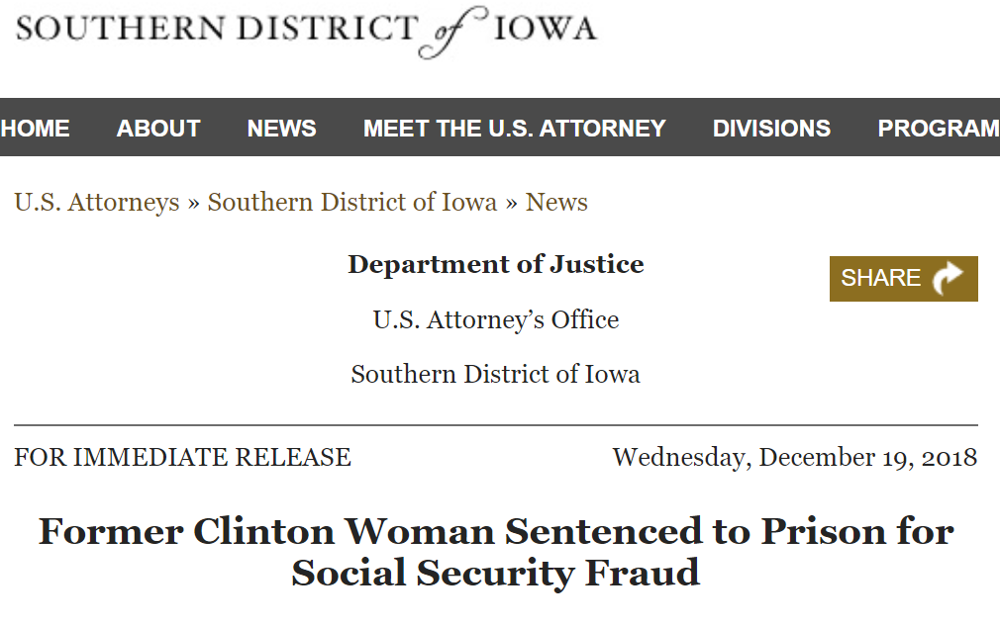 SOUTHERN DISTRICT of IOWA
HOME ABOUT NEWS MEET THE U.S. ATTORNEY DIVISIONS PROGRAM
U.S. Attorneys » Southern District of Iowa » News
Department of Justice
SHARE
U.S. Attorney’s Office
Southern District of Iowa
FOR IMMEDIATE RELEASE Wednesday, December 19, 2018
Former Clinton Woman Sentenced to Prison for
Social Security Fraud